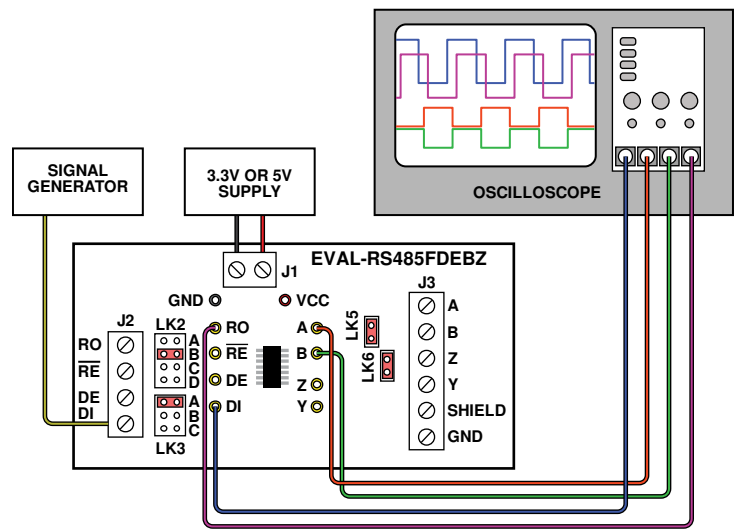 SIGNAL
GENERATOR
3.3V OR 5V
SUPPLY
OSCILLOSCOPE
EVAL-RS485FDEBZ
J1
GND
VCC
J2
LK2
RO
RE
DE
DI
A
B
C
D
A
B
C
LK3
RO
RE
DE
DI
A
B
Z
Y
LK5
LK6
J3
A
B
Z
Y
SHIELD
GND